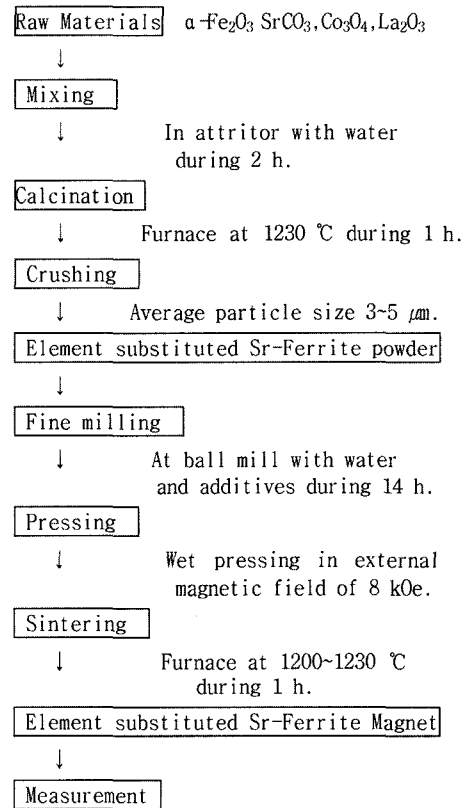 Raw Materials α-Fe₂O₃ SrCO₃, Co₃O₄, La₂O₃
↓
Mixing
↓ In attritor with water
during 2 h.
Calcination
↓ Furnace at 1230 ℃ during 1 h.
Crushing
↓ Average particle size 3~5 ㎛.
Element substituted Sr-Ferrite powder
↓
Fine milling
↓ At ball mill with water
and additives during 14 h.
Pressing
↓ Wet pressing in external
magnetic field of 8 kOe.
Sintering
↓ Furnace at 1200~1230 ℃
during 1 h.
Element substituted Sr-Ferrite Magnet
↓
Measurement